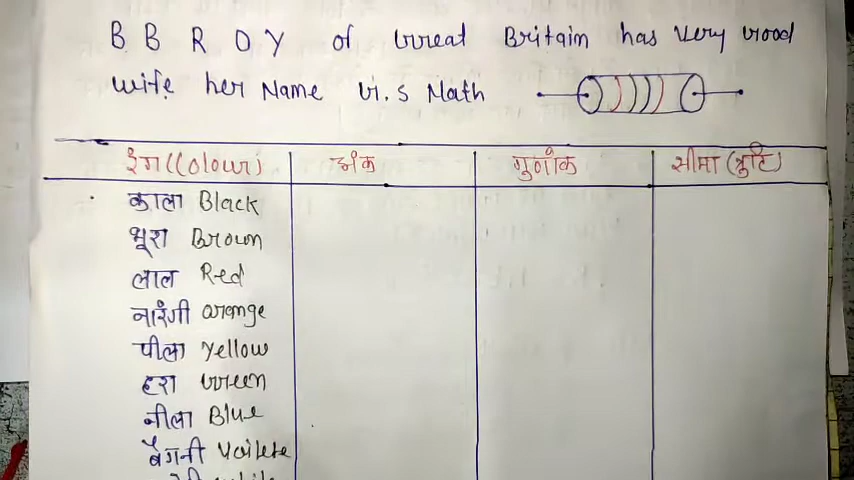 B B R O Y of Great Britain has Very Good
wife her Name G.S Math
रंग (Colour) अंक गुणांक सीमा (त्रुटि)
काला Black
भूरा Brown
लाल Red
नारंगी orange
पीला Yellow
हरा Green
नीला Blue
बैगनी Vailete